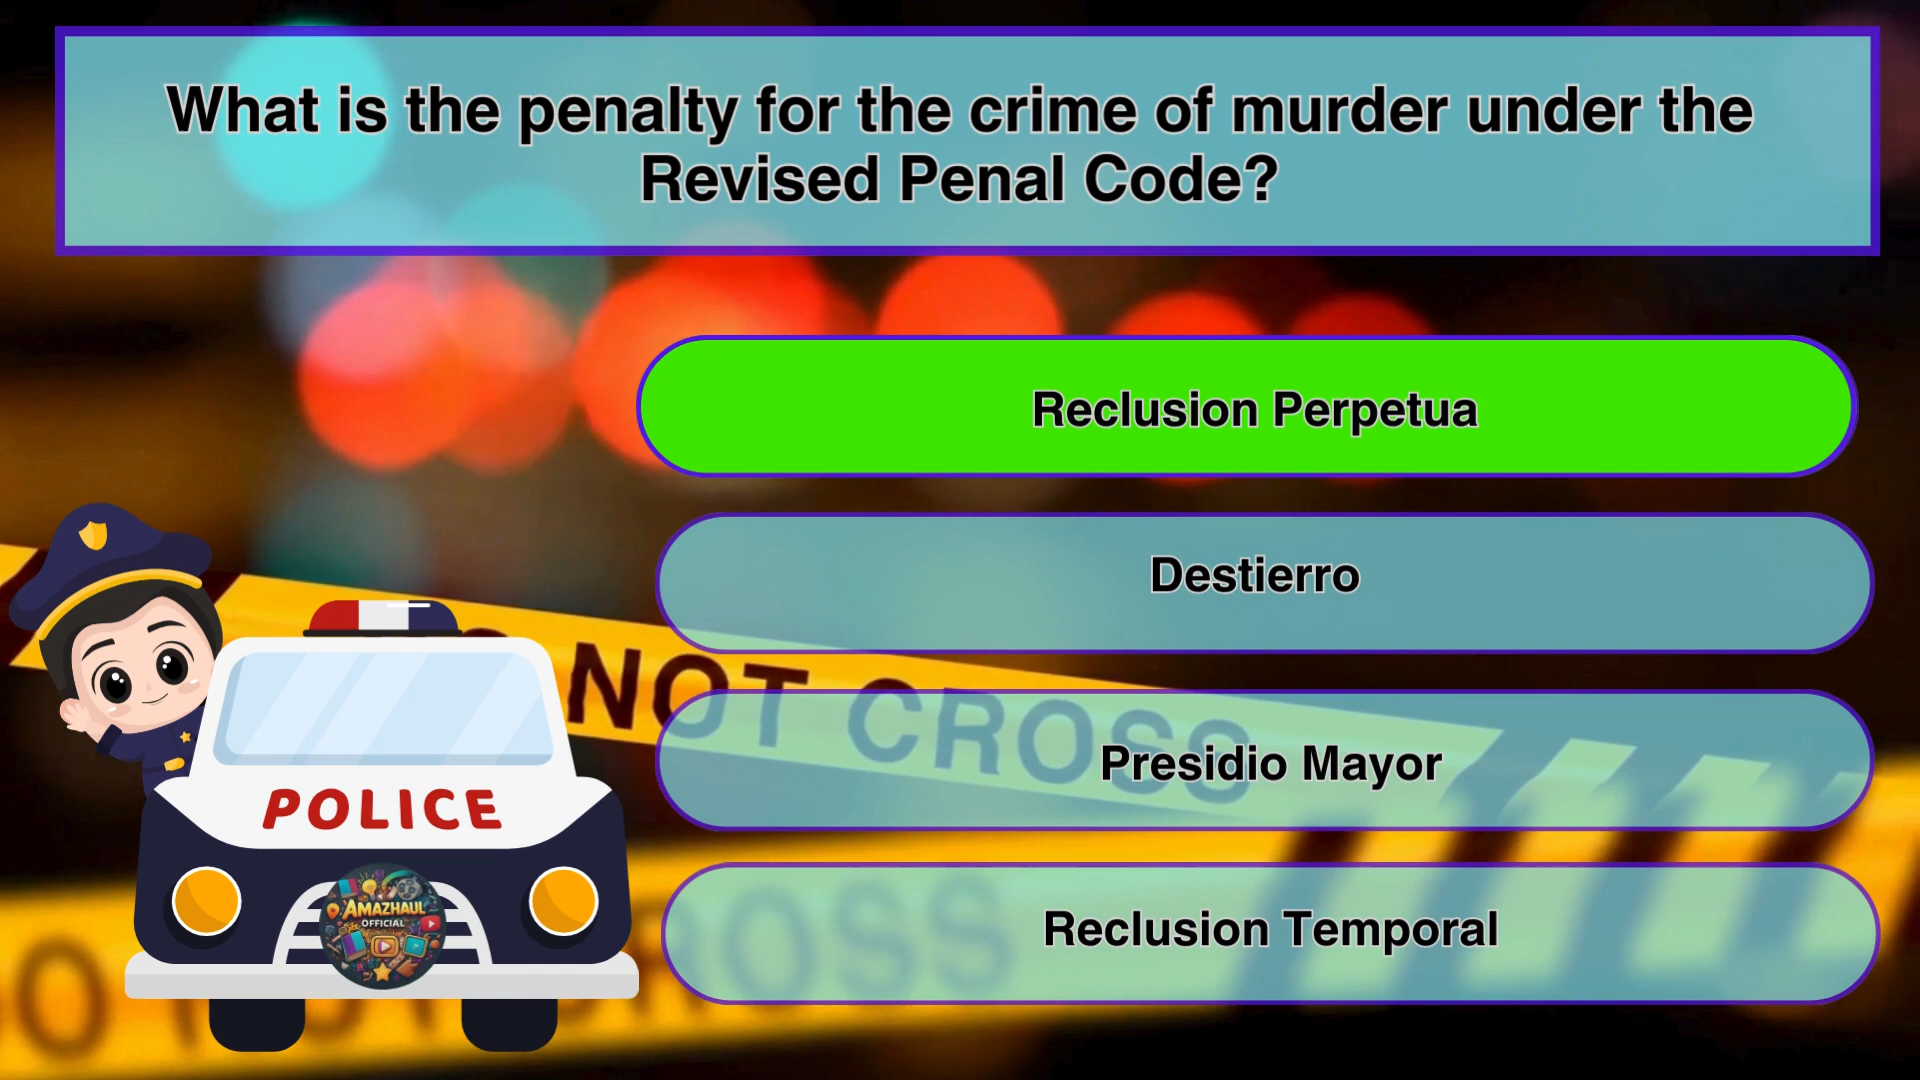 What is the penalty for the crime of murder under the
Revised Penal Code?
Reclusion Perpetua
Destierro
NOT CROSS
Presidio Mayor
Reclusion Temporal
POLICE
AMAZHAUL
OFFICIAL